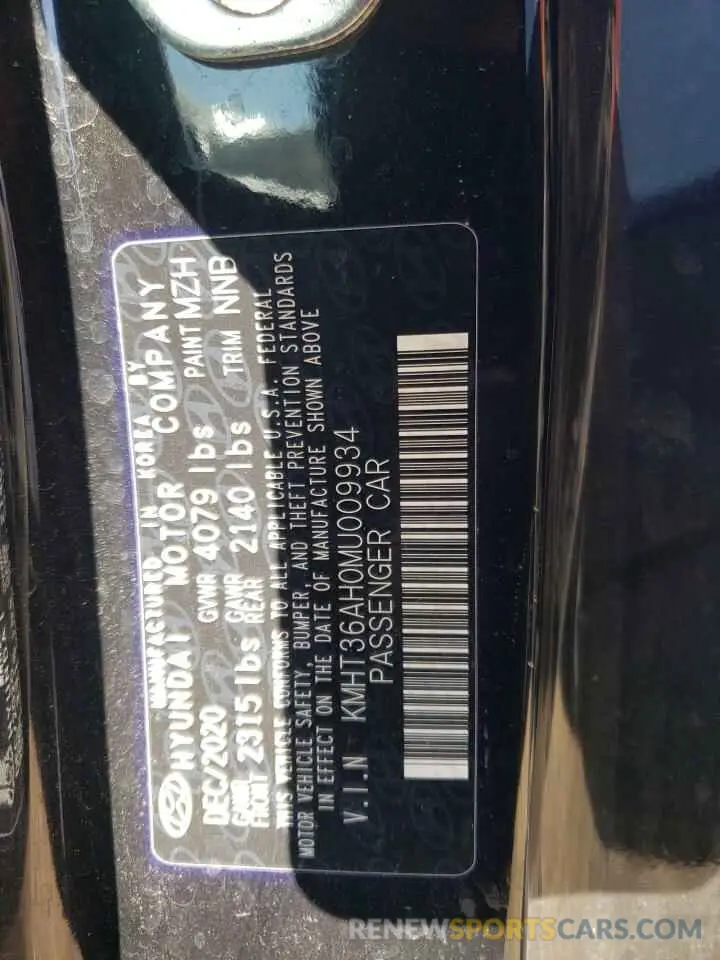 MANUFACTURED IN KOREA BY
HYUNDAI MOTOR COMPANY
DEC/2020 GVWR 4079 lbs PAINT MZH
GAWR FRONT 2315 lbs GAWR REAR 2140 lbs TRIM NNB
THIS VEHICLE CONFORMS TO ALL APPLICABLE U.S.A. FEDERAL
MOTOR VEHICLE SAFETY, BUMPER, AND THEFT PREVENTION STANDARDS
IN EFFECT ON THE DATE OF MANUFACTURE SHOWN ABOVE
V.I.N KMHT36AH0MU009934
PASSENGER CAR
RENEWSPORTSCARS.COM